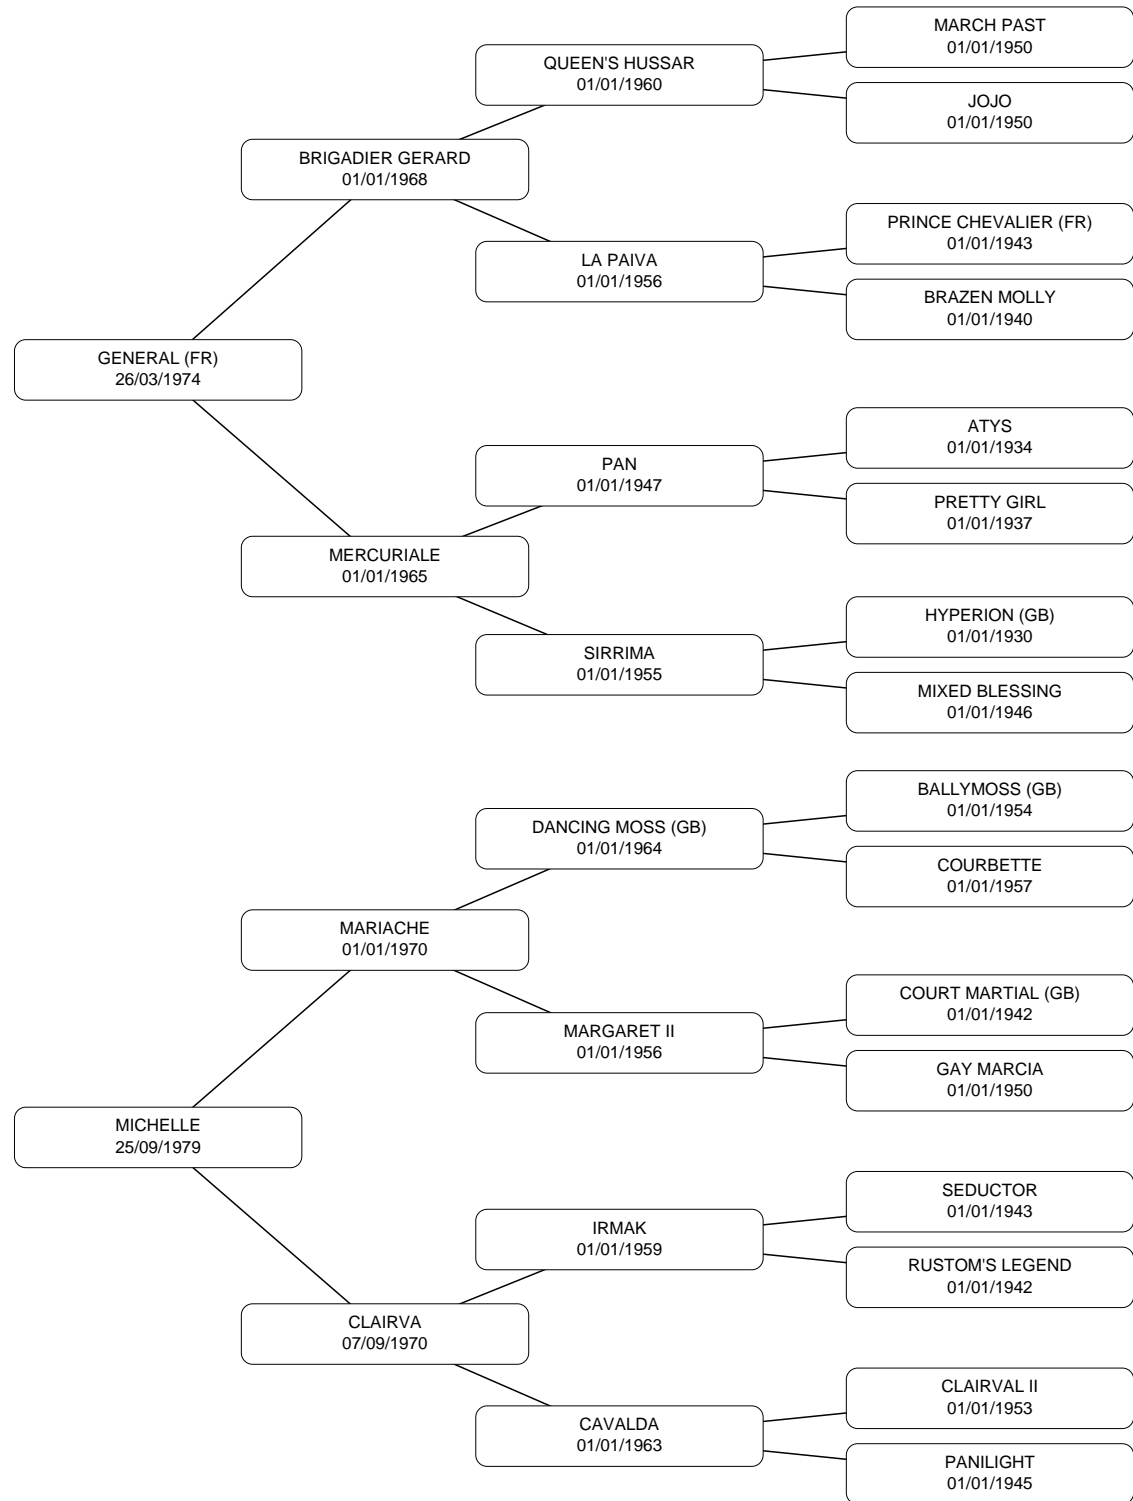 MARCH PAST
01/01/1950
QUEEN'S HUSSAR
01/01/1960
JOJO
01/01/1950
BRIGADIER GERARD
01/01/1968
PRINCE CHEVALIER (FR)
01/01/1943
LA PAIVA
01/01/1956
BRAZEN MOLLY
01/01/1940
GENERAL (FR)
26/03/1974
ATYS
01/01/1934
PAN
01/01/1947
PRETTY GIRL
01/01/1937
MERCURIALE
01/01/1965
HYPERION (GB)
01/01/1930
SIRRIMA
01/01/1955
MIXED BLESSING
01/01/1946
BALLYMOSS (GB)
01/01/1954
DANCING MOSS (GB)
01/01/1964
COURBETTE
01/01/1957
MARIACHE
01/01/1970
COURT MARTIAL (GB)
01/01/1942
MARGARET II
01/01/1956
GAY MARCIA
01/01/1950
MICHELLE
25/09/1979
SEDUCTOR
01/01/1943
IRMAK
01/01/1959
RUSTOM'S LEGEND
01/01/1942
CLAIRVA
07/09/1970
CLAIRVAL II
01/01/1953
CAVALDA
01/01/1963
PANILIGHT
01/01/1945